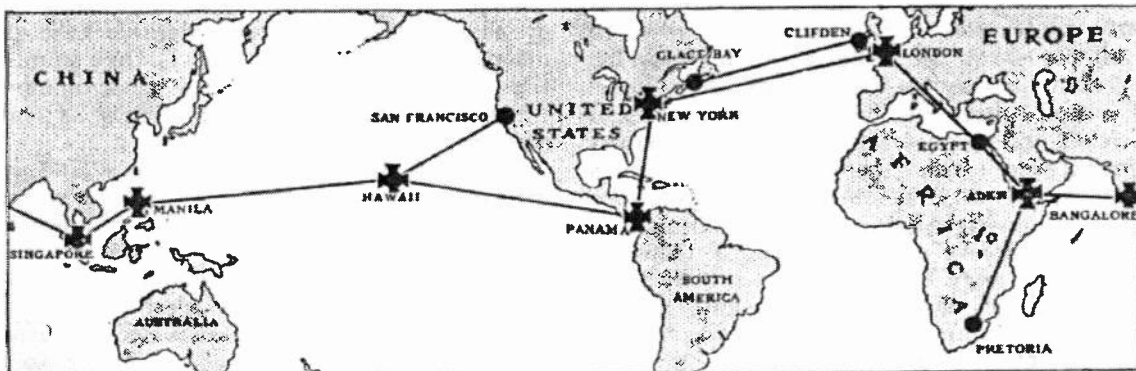 CLIFDEN
EUROPE
GLACE BAY
LONDON
CHINA
UNITED
STATES
SAN FRANCISCO
NEW YORK
EGYPT
AFRICA
HAWAII
MANILA
ADEN
BANGALORE
PANAMA
SINGAPORE
SOUTH
AMERICA
AUSTRALIA
PRETORIA